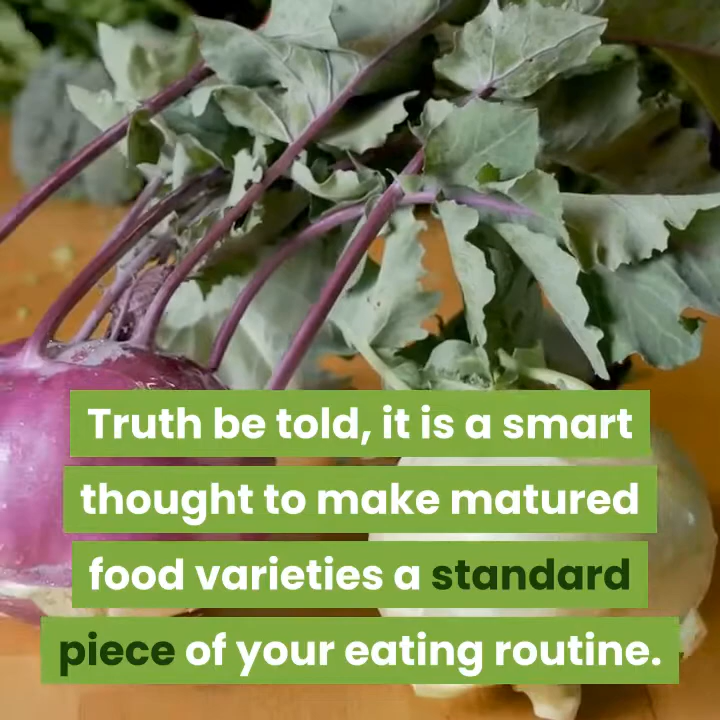 Truth be told, it is a smart
thought to make matured
food varieties a standard
piece of your eating routine.